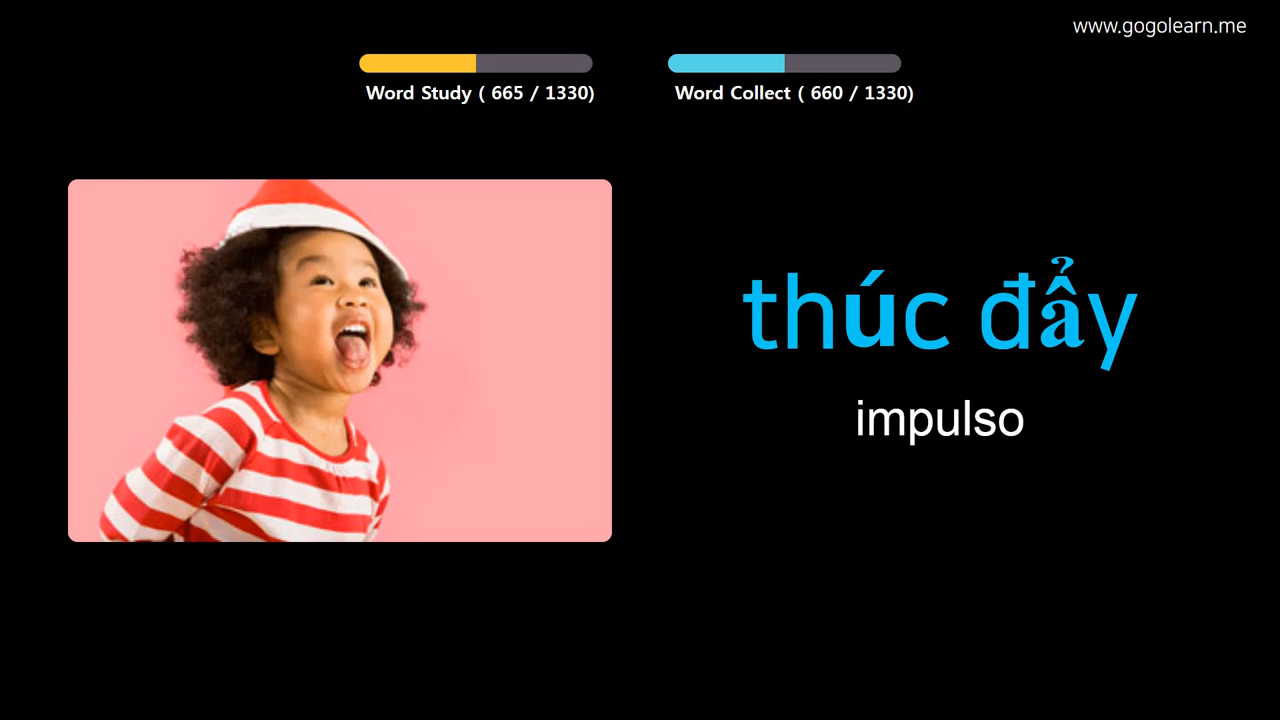 www.gogolearn.me
Word Study ( 665 / 1330)
Word Collect ( 660 / 1330)
thúc đẩy
impulso